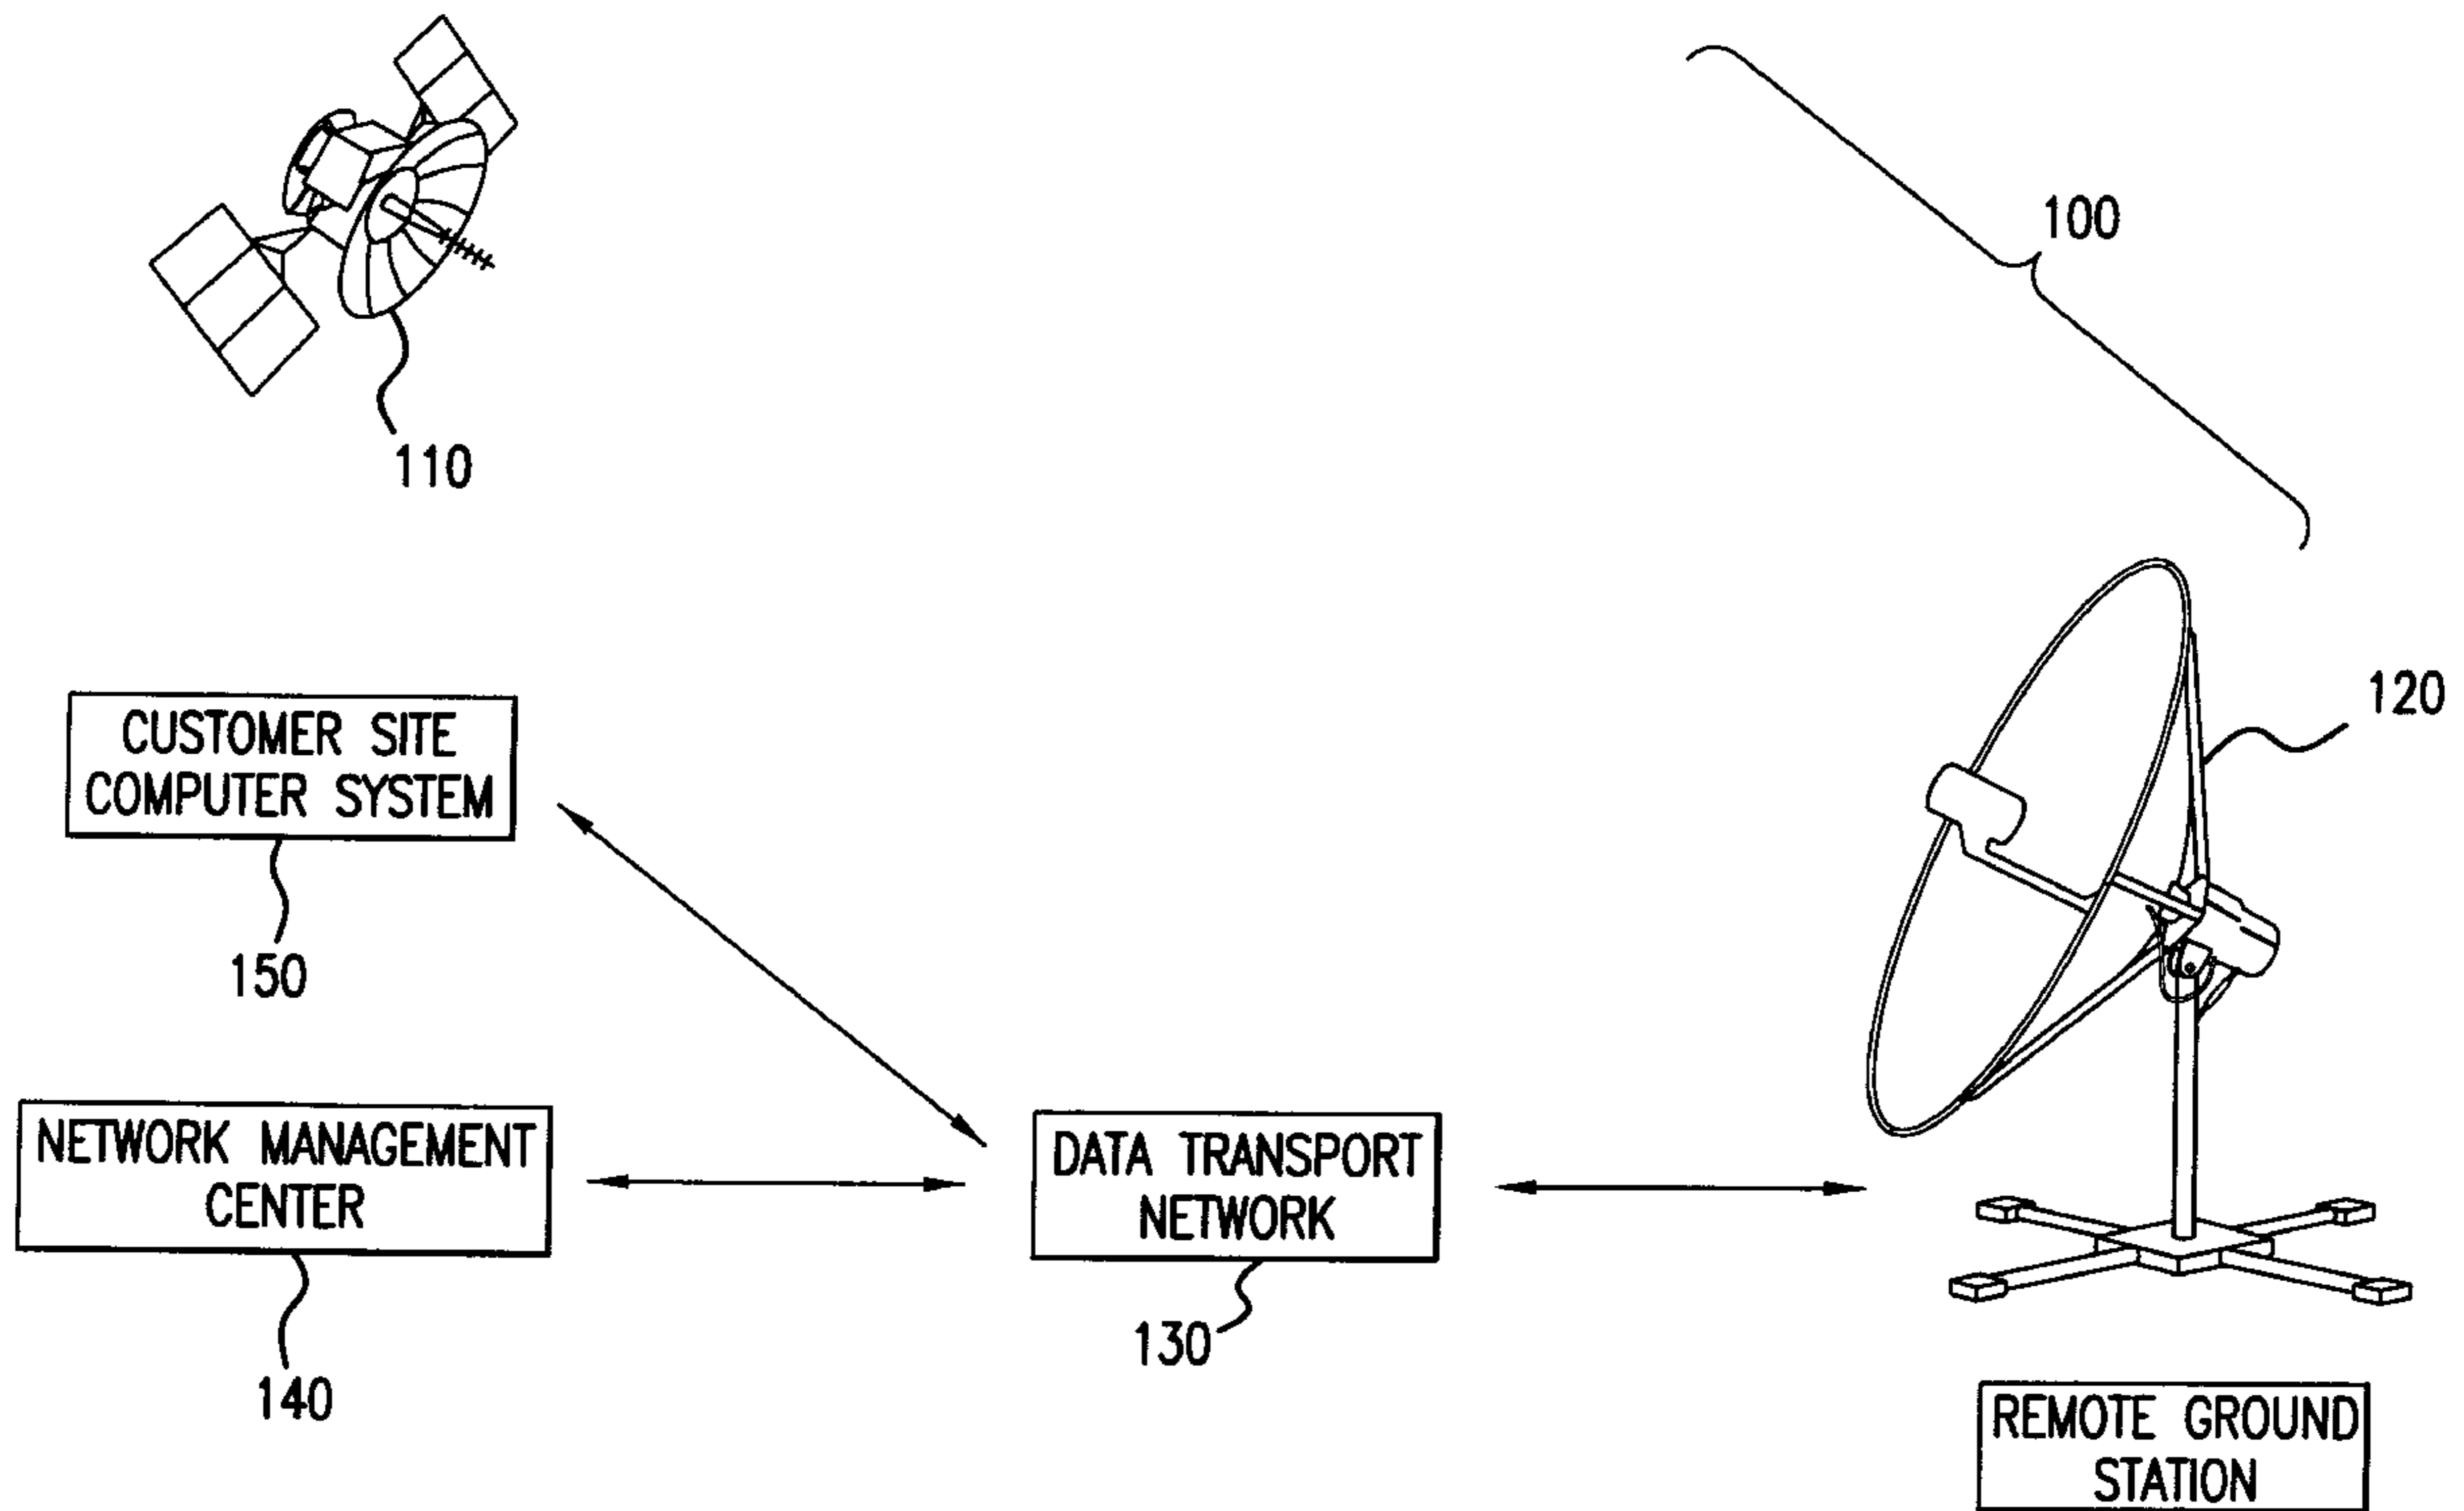 100
110
120
CUSTOMER SITE
COMPUTER SYSTEM
150
NETWORK MANAGEMENT
CENTER
140
DATA TRANSPORT
NETWORK
130
REMOTE GROUND
STATION